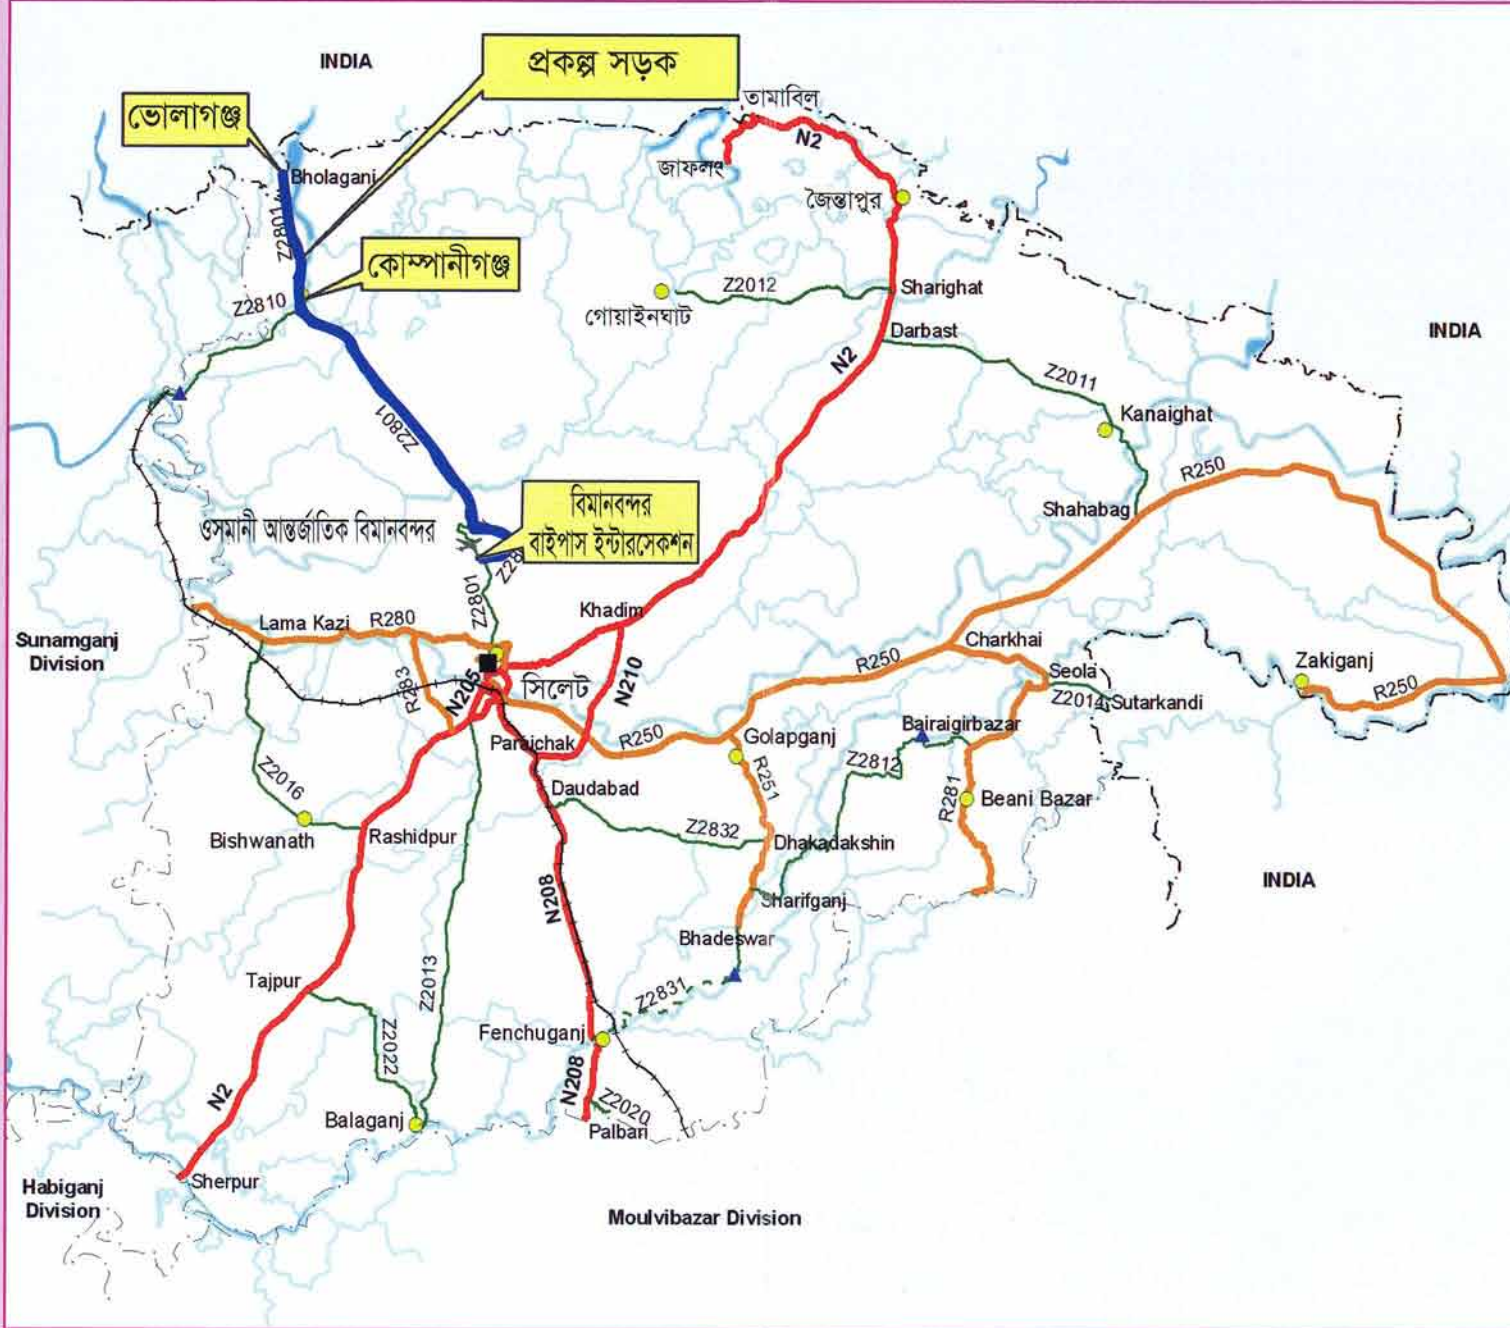 INDIA
প্রকল্প সড়ক
ভোলাগঞ্জ
তামাবিল
N2
জাফলং
Bholaganj
জৈন্তাপুর
Z2801
কোম্পানীগঞ্জ
Z2012
Sharighat
Z2810
গোয়াইনঘাট
Darbast
INDIA
N2
Z2011
Kanaighat
Z2801
R250
বিমানবন্দর
বাইপাস ইন্টারসেকশন
Shahabag
ওসমানী আন্তর্জাতিক বিমানবন্দর
Z2801
Khadim
Lama Kazi
R280
Sunamganj
Division
Charkhai
R250
Seola
Zakiganj
R250
R283
N205
সিলেট
N210
Z2014
Sutarkandi
Bairaigirbazar
Paraichak
R250
Golapganj
Z2812
Z2016
R251
Daudabad
R281
Beani Bazar
Bishwanath
Rashidpur
Z2832
Dhakadakshin
INDIA
N208
Sharifganj
Bhadeswar
Tajpur
Z2013
Z2831
Fenchuganj
Z2022
N208
N2
Z2020
Balaganj
Palbari
Sherpur
Habiganj
Division
Moulvibazar Division